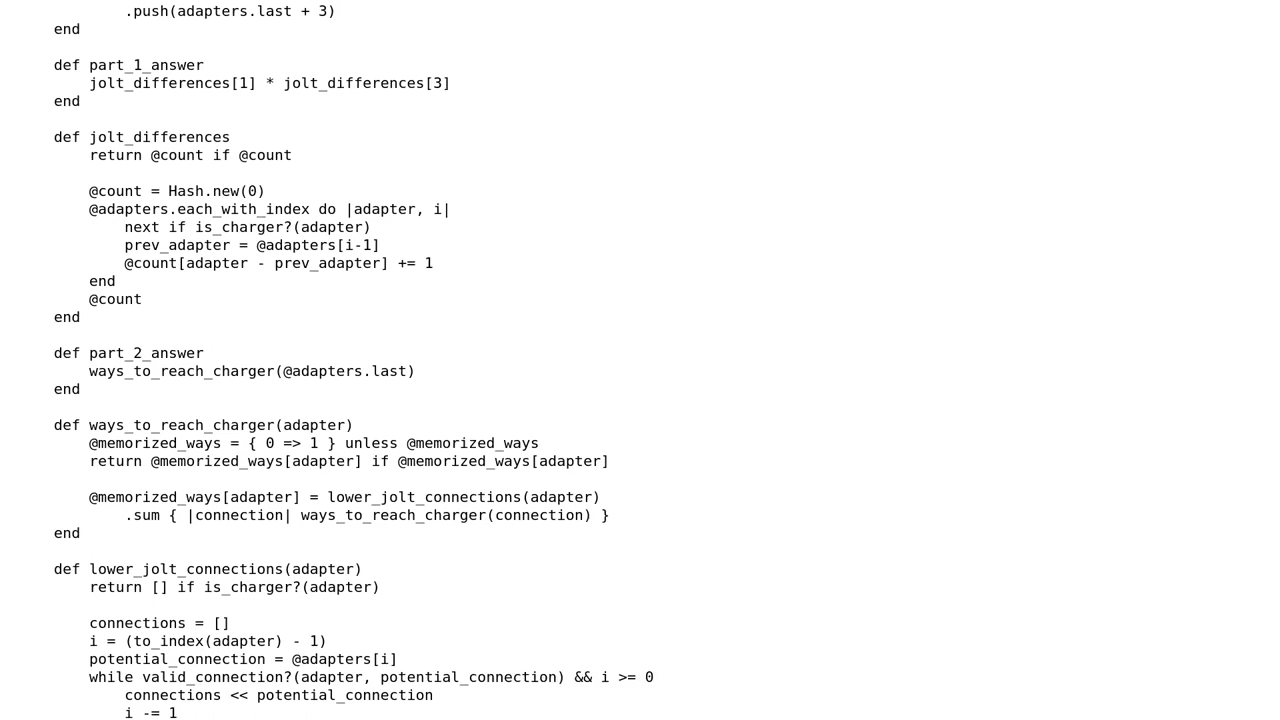 .push(adapters.last + 3)
end

def part_1_answer
    jolt_differences[1] * jolt_differences[3]
end

def jolt_differences
    return @count if @count

    @count = Hash.new(0)
    @adapters.each_with_index do |adapter, i|
        next if is_charger?(adapter)
        prev_adapter = @adapters[i-1]
        @count[adapter - prev_adapter] += 1
    end
    @count
end

def part_2_answer
    ways_to_reach_charger(@adapters.last)
end

def ways_to_reach_charger(adapter)
    @memorized_ways = { 0 => 1 } unless @memorized_ways
    return @memorized_ways[adapter] if @memorized_ways[adapter]

    @memorized_ways[adapter] = lower_jolt_connections(adapter)
        .sum { |connection| ways_to_reach_charger(connection) }
end

def lower_jolt_connections(adapter)
    return [] if is_charger?(adapter)

    connections = []
    i = (to_index(adapter) - 1)
    potential_connection = @adapters[i]
    while valid_connection?(adapter, potential_connection) && i >= 0
        connections << potential_connection
        i -= 1